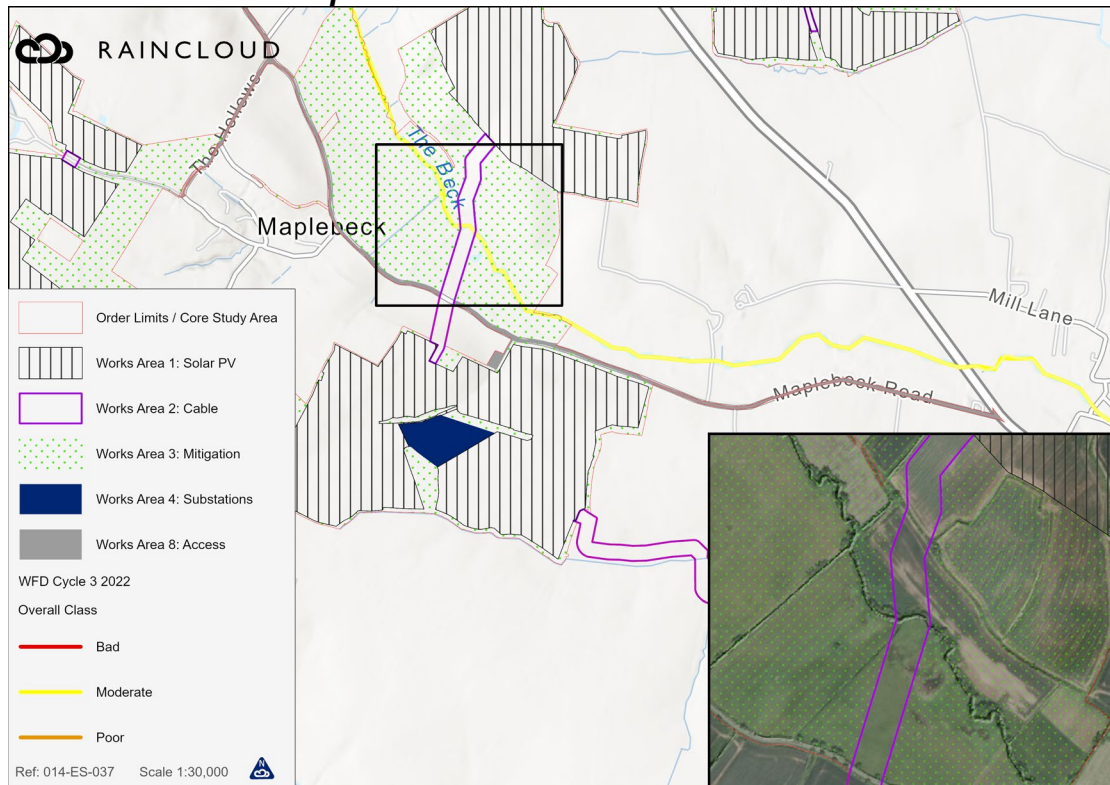 RAINCLOUD
The Hollows
The Beck
Maplebeck
Mill Lane
Maplebeck Road
Order Limits / Core Study Area
Works Area 1: Solar PV
Works Area 2: Cable
Works Area 3: Mitigation
Works Area 4: Substations
Works Area 8: Access
WFD Cycle 3 2022
Overall Class
Bad
Moderate
Poor
Ref: 014-ES-037 Scale 1:30,000
N